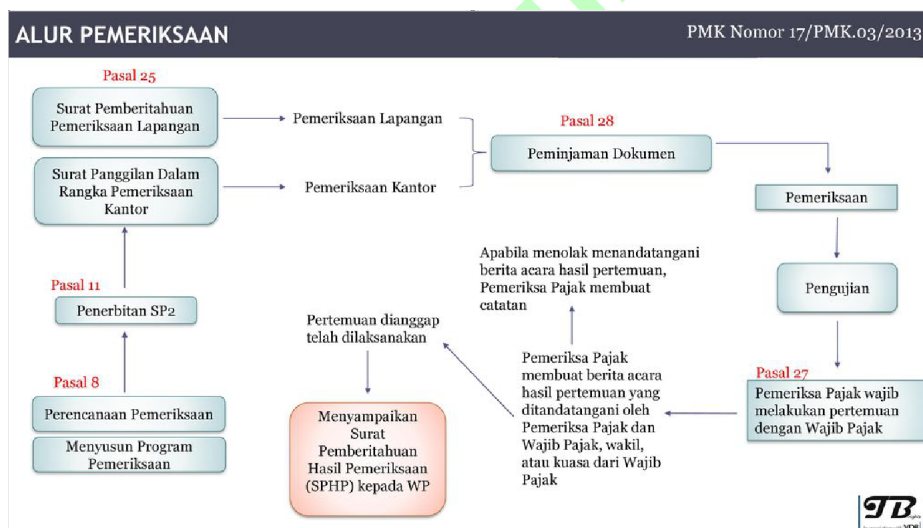 ALUR PEMERIKSAAN
PMK Nomor 17/PMK.03/2013
Pasal 25
Surat Pemberitahuan
Pemeriksaan Lapangan
Pemeriksaan Lapangan
Surat Panggilan Dalam
Rangka Pemeriksaan
Kantor
Pemeriksaan Kantor
Pasal 28
Peminjaman Dokumen
Pemeriksaan
Pengujian
Pasal 11
Penerbitan SP2
Pasal 8
Perencanaan Pemeriksaan
Menyusun Program
Pemeriksaan
Pasal 27
Pemeriksa Pajak wajib
melakukan pertemuan
dengan Wajib Pajak
Pemeriksa Pajak
membuat berita acara
hasil pertemuan yang
ditandatangani oleh
Pemeriksa Pajak dan
Wajib Pajak, wakil,
atau kuasa dari Wajib
Pajak
Apabila menolak menandatangani
berita acara hasil pertemuan,
Pemeriksa Pajak membuat
catatan
Pertemuan dianggap
telah dilaksanakan
Menyampaikan
Surat
Pemberitahuan
Hasil Pemeriksaan
(SPHP) kepada WP
TB